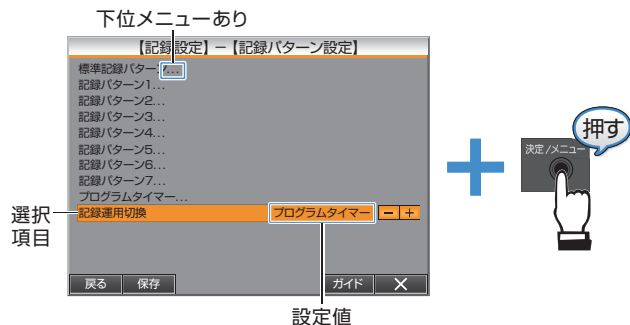 下位メニューあり
【記録設定】－【記録パターン設定】
標準記録パターン...
記録パターン1...
記録パターン2...
記録パターン3...
記録パターン4...
記録パターン5...
記録パターン6...
記録パターン7...
プログラムタイマー...
記録運用切換 プログラムタイマー － ＋
選択
項目
戻る 保存 ガイド ╳
設定値
押す
決定/メニュー